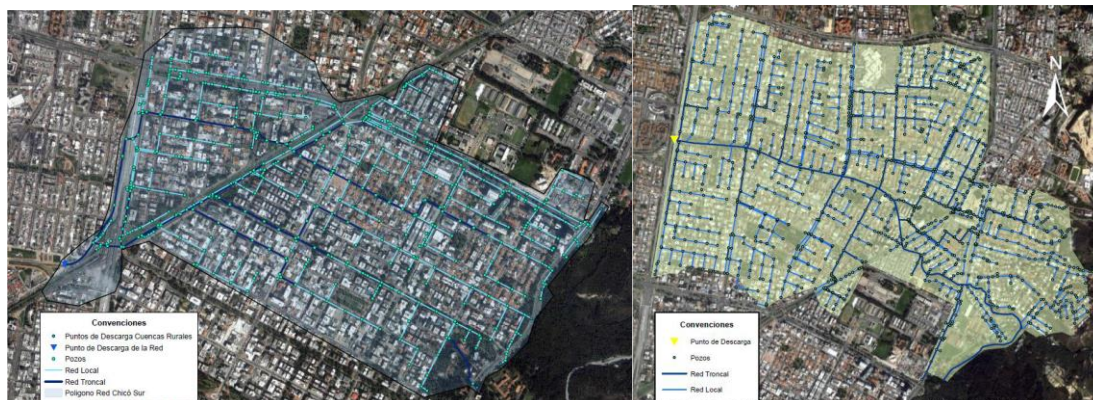 Convenciones
Puntos de Descarga Cuencas Rurales
Punto de Descarga de la Red
Pozos
Red Local
Red Troncal
Poligono Red Chicó Sur
N
Convenciones
Punto de Descarga
Pozos
Red Troncal
Red Local